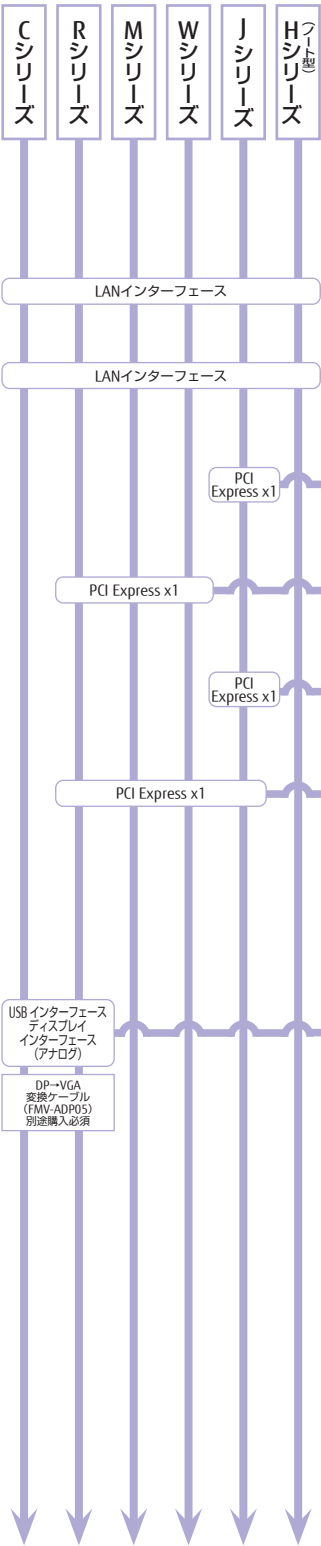 Cシリーズ
Rシリーズ
Mシリーズ
Wシリーズ
Jシリーズ
Hシリーズ
(ノート型)
LANインターフェース
LANインターフェース
PCI
Express x1
PCI Express x1
PCI
Express x1
PCI Express x1
USB インターフェース
ディスプレイ
インターフェース
(アナログ)
DP→VGA
変換ケーブル
(FMV-ADP05)
別途購入必須